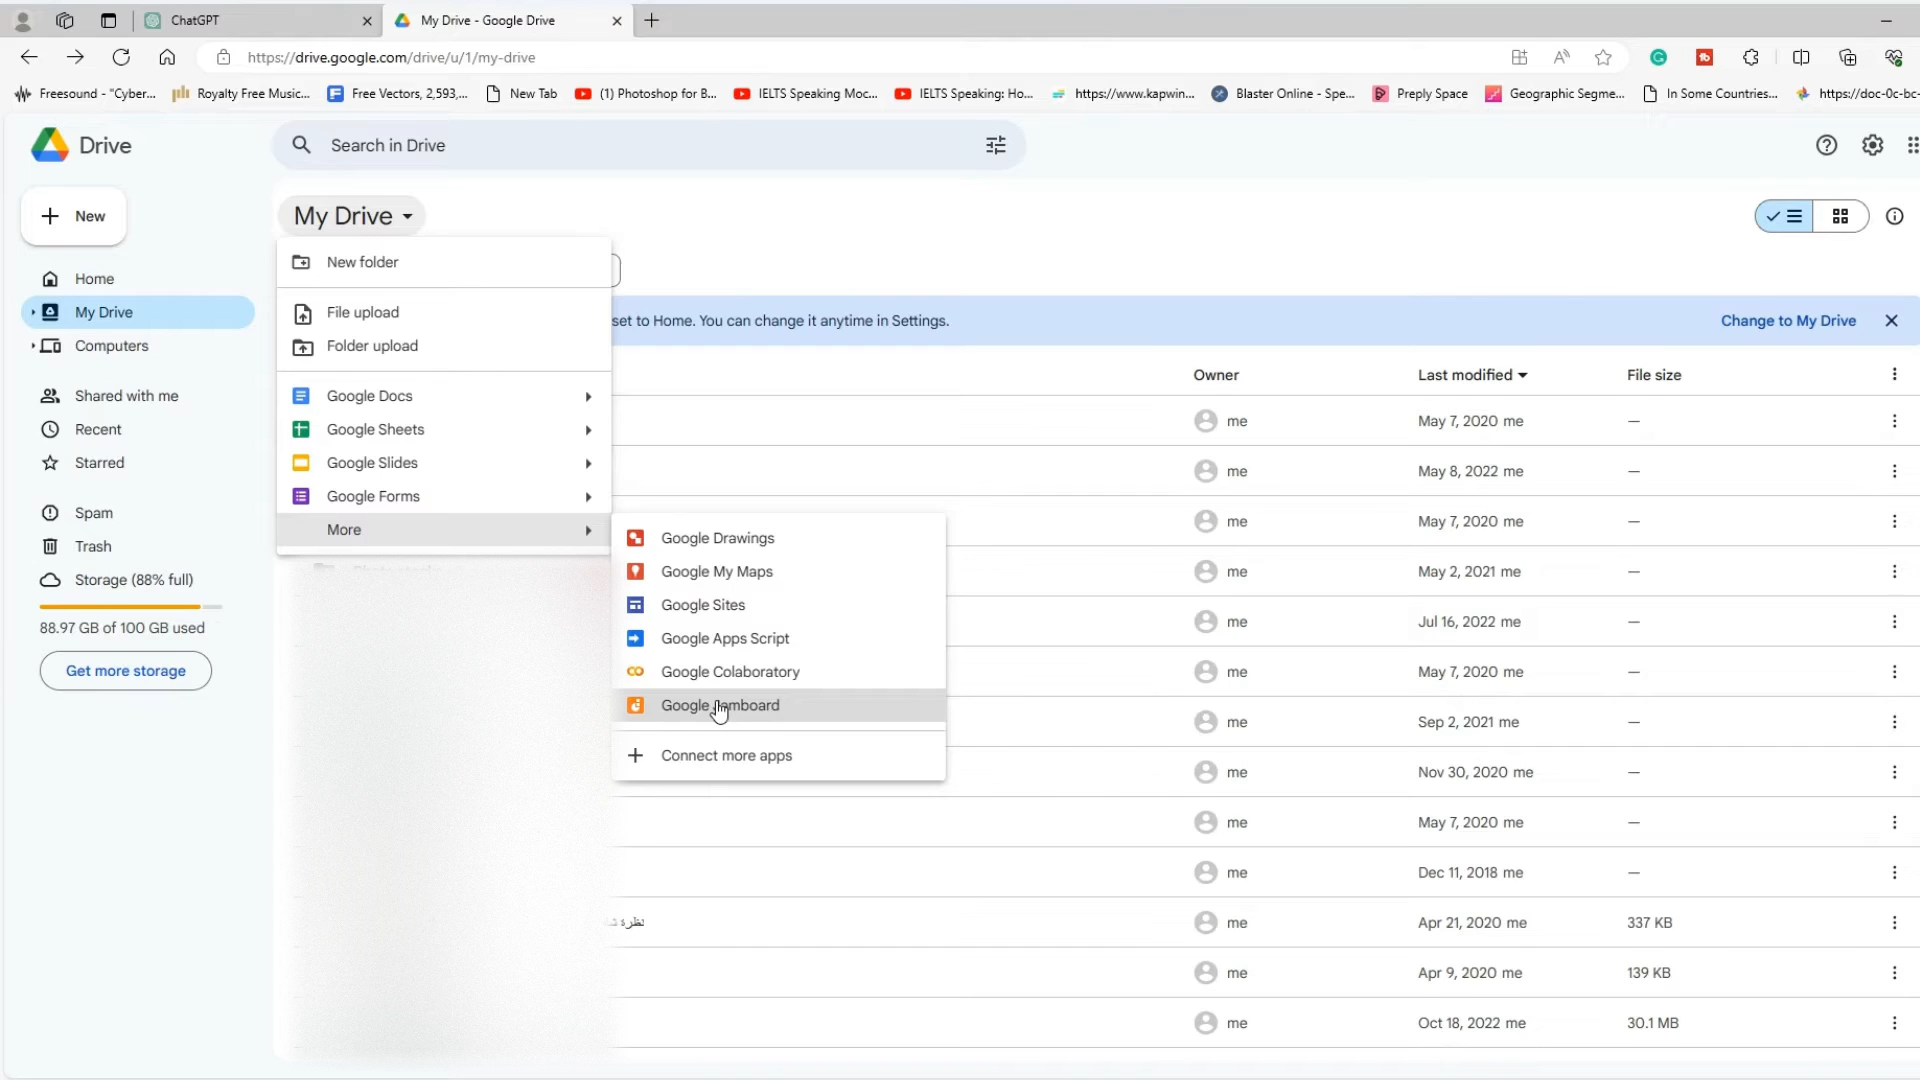 ChatGPT
My Drive - Google Drive
https://drive.google.com/drive/u/1/my-drive
Freesound - "Cyber...
Royalty Free Music...
Free Vectors, 2,593,...
New Tab
(1) Photoshop for B...
IELTS Speaking Moc...
IELTS Speaking: Ho...
https://www.kapwin...
Blaster Online - Spe...
Preply Space
Geographic Segme...
In Some Countries...
https://doc-0c-bc-
Drive
Search in Drive
New
My Drive
New folder
Home
File upload
My Drive
set to Home. You can change it anytime in Settings.
Change to My Drive
Folder upload
Computers
Owner
Last modified
File size
Google Docs
Shared with me
me
May 7, 2020 me
—
Google Sheets
Recent
Google Slides
Starred
me
May 8, 2022 me
—
Google Forms
Spam
me
May 7, 2020 me
—
More
Google Drawings
Trash
Google My Maps
me
May 2, 2021 me
—
Storage (88% full)
Google Sites
88.97 GB of 100 GB used
me
Jul 16, 2022 me
—
Google Apps Script
Get more storage
Google Colaboratory
me
May 7, 2020 me
—
Google Jamboard
me
Sep 2, 2021 me
—
Connect more apps
me
Nov 30, 2020 me
—
me
May 7, 2020 me
—
me
Dec 11, 2018 me
—
نظرة
me
Apr 21, 2020 me
337 KB
me
Apr 9, 2020 me
139 KB
me
Oct 18, 2022 me
30.1 MB